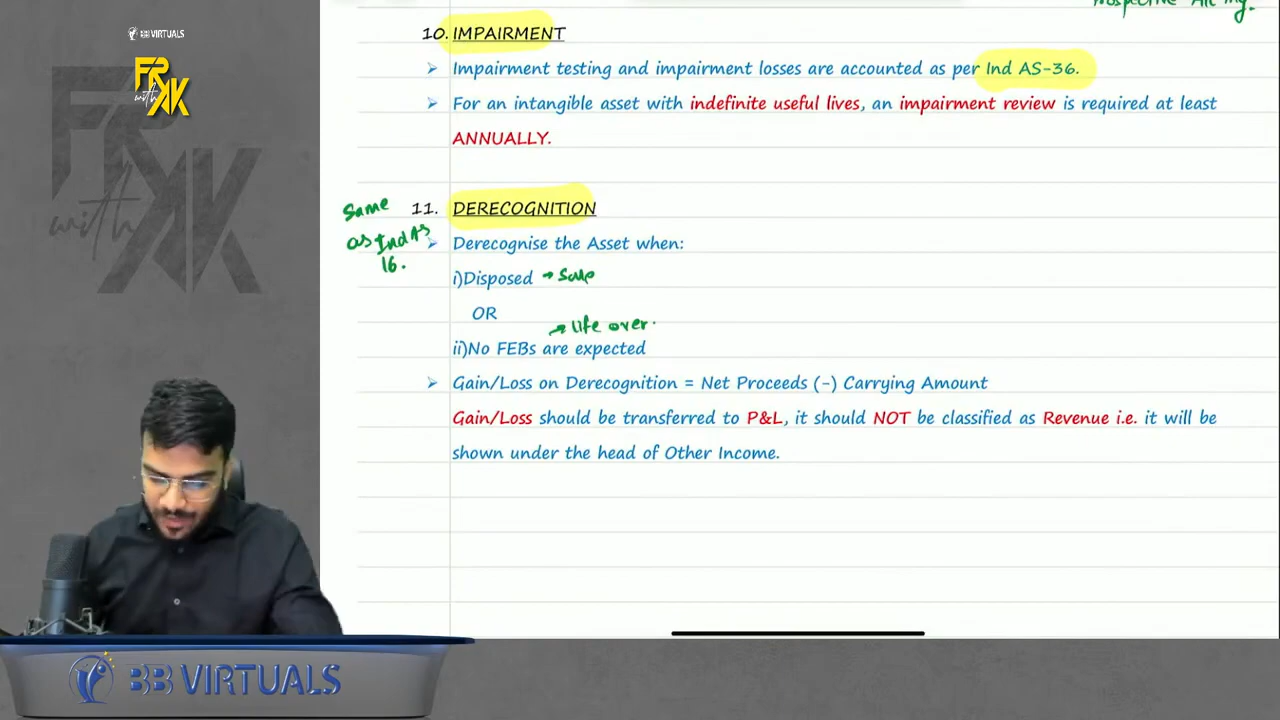 BB VIRTUALS
FR
with
AK
10. IMPAIRMENT
➢ Impairment testing and impairment losses are accounted as per Ind AS-36.
➢ For an intangible asset with indefinite useful lives, an impairment review is required at least
ANNUALLY.
Same
as Ind AS
16.
11. DERECOGNITION
➢ Derecognise the Asset when:
i)Disposed → Sale
OR
→ life over.
ii)No FEBs are expected
➢ Gain/Loss on Derecognition = Net Proceeds (-) Carrying Amount
Gain/Loss should be transferred to P&L, it should NOT be classified as Revenue i.e. it will be
shown under the head of Other Income.
BB VIRTUALS